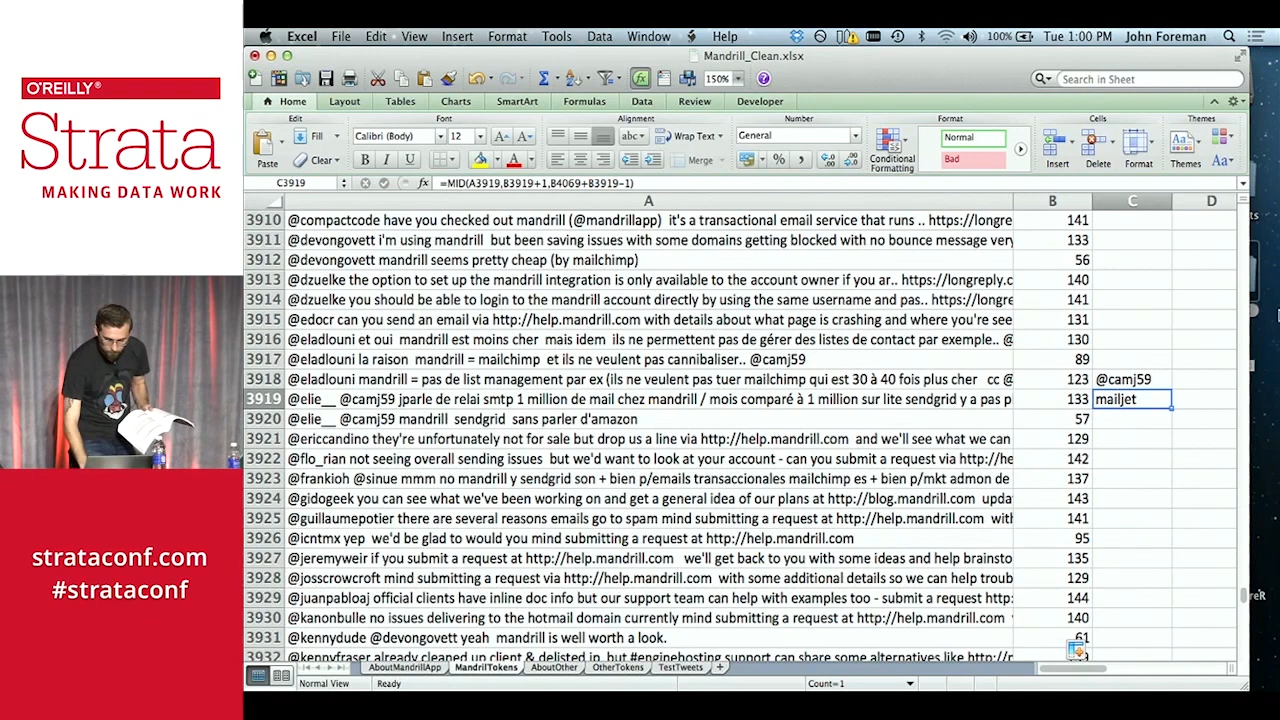 O'REILLY®
Strata
MAKING DATA WORK
strataconf.com
#strataconf
Excel File Edit View Insert Format Tools Data Window Help 100% Tue 1:00 PM John Foreman
Mandrill_Clean.xlsx
150% Search in Sheet
Home Layout Tables Charts SmartArt Formulas Data Review Developer
Edit Font Alignment Number Format Cells Themes
Paste Fill Calibri (Body) 12 abc Wrap Text General Conditional Formatting Normal Insert Delete Format Themes Aa
Clear B I U A Merge % Bad
C3919 fx =MID(A3919,B3919+1,B4069+B3919-1)
A B C D
3910 @compactcode have you checked out mandrill (@mandrillapp) it's a transactional email service that runs .. https://longre 141
3911 @devongovett i'm using mandrill but been saving issues with some domains getting blocked with no bounce message very 133
3912 @devongovett mandrill seems pretty cheap (by mailchimp) 56
3913 @dzuelke the option to set up the mandrill integration is only available to the account owner if you ar.. https://longreply.c 140
3914 @dzuelke you should be able to login to the mandrill account directly by using the same username and pas.. https://longre 141
3915 @edocr can you send an email via http://help.mandrill.com with details about what page is crashing and where you're see 131
3916 @eladlouni et oui mandrill est moins cher mais idem ils ne permettent pas de gérer des listes de contact par exemple.. @ 130
3917 @eladlouni la raison mandrill = mailchimp et ils ne veulent pas cannibaliser.. @camj59 89
3918 @eladlouni mandrill = pas de list management par ex (ils ne veulent pas tuer mailchimp qui est 30 à 40 fois plus cher cc @ 123 @camj59
3919 @elie__ @camj59 jparle de relai smtp 1 million de mail chez mandrill / mois comparé à 1 million sur lite sendgrid y a pas p 133 mailjet
3920 @elie__ @camj59 mandrill sendgrid sans parler d'amazon 57
3921 @ericcandino they're unfortunately not for sale but drop us a line via http://help.mandrill.com and we'll see what we can 129
3922 @flo_rian not seeing overall sending issues but we'd want to look at your account - can you submit a request via http://hel 142
3923 @frankioh @sinue mmm no mandrill y sendgrid son + bien p/emails transaccionales mailchimp es + bien p/mkt admon de 137
3924 @gidogeek you can see what we've been working on and get a general idea of our plans at http://blog.mandrill.com upda 143
3925 @guillaumepotier there are several reasons emails go to spam mind submitting a request at http://help.mandrill.com wit 141
3926 @icntmx yep we'd be glad to would you mind submitting a request at http://help.mandrill.com 95
3927 @jeremyweir if you submit a request at http://help.mandrill.com we'll get back to you with some ideas and help brainsto 135
3928 @josscrowcroft mind submitting a request via http://help.mandrill.com with some additional details so we can help troub 129
3929 @juanpabloaj official clients have inline doc info but our support team can help with examples too - submit a request http: 144
3930 @kanonbulle no issues delivering to the hotmail domain currently mind submitting a request at http://help.mandrill.com 140
3931 @kennydude @devongovett yeah mandrill is well worth a look. 61
3932 @kennyfraser already cleaned up client & delisted ip but #enginehosting support can share some alternatives like http://
AboutMandrillApp MandrilTokens AboutOther OtherTokens TestTweets +
Normal View Ready Count=1